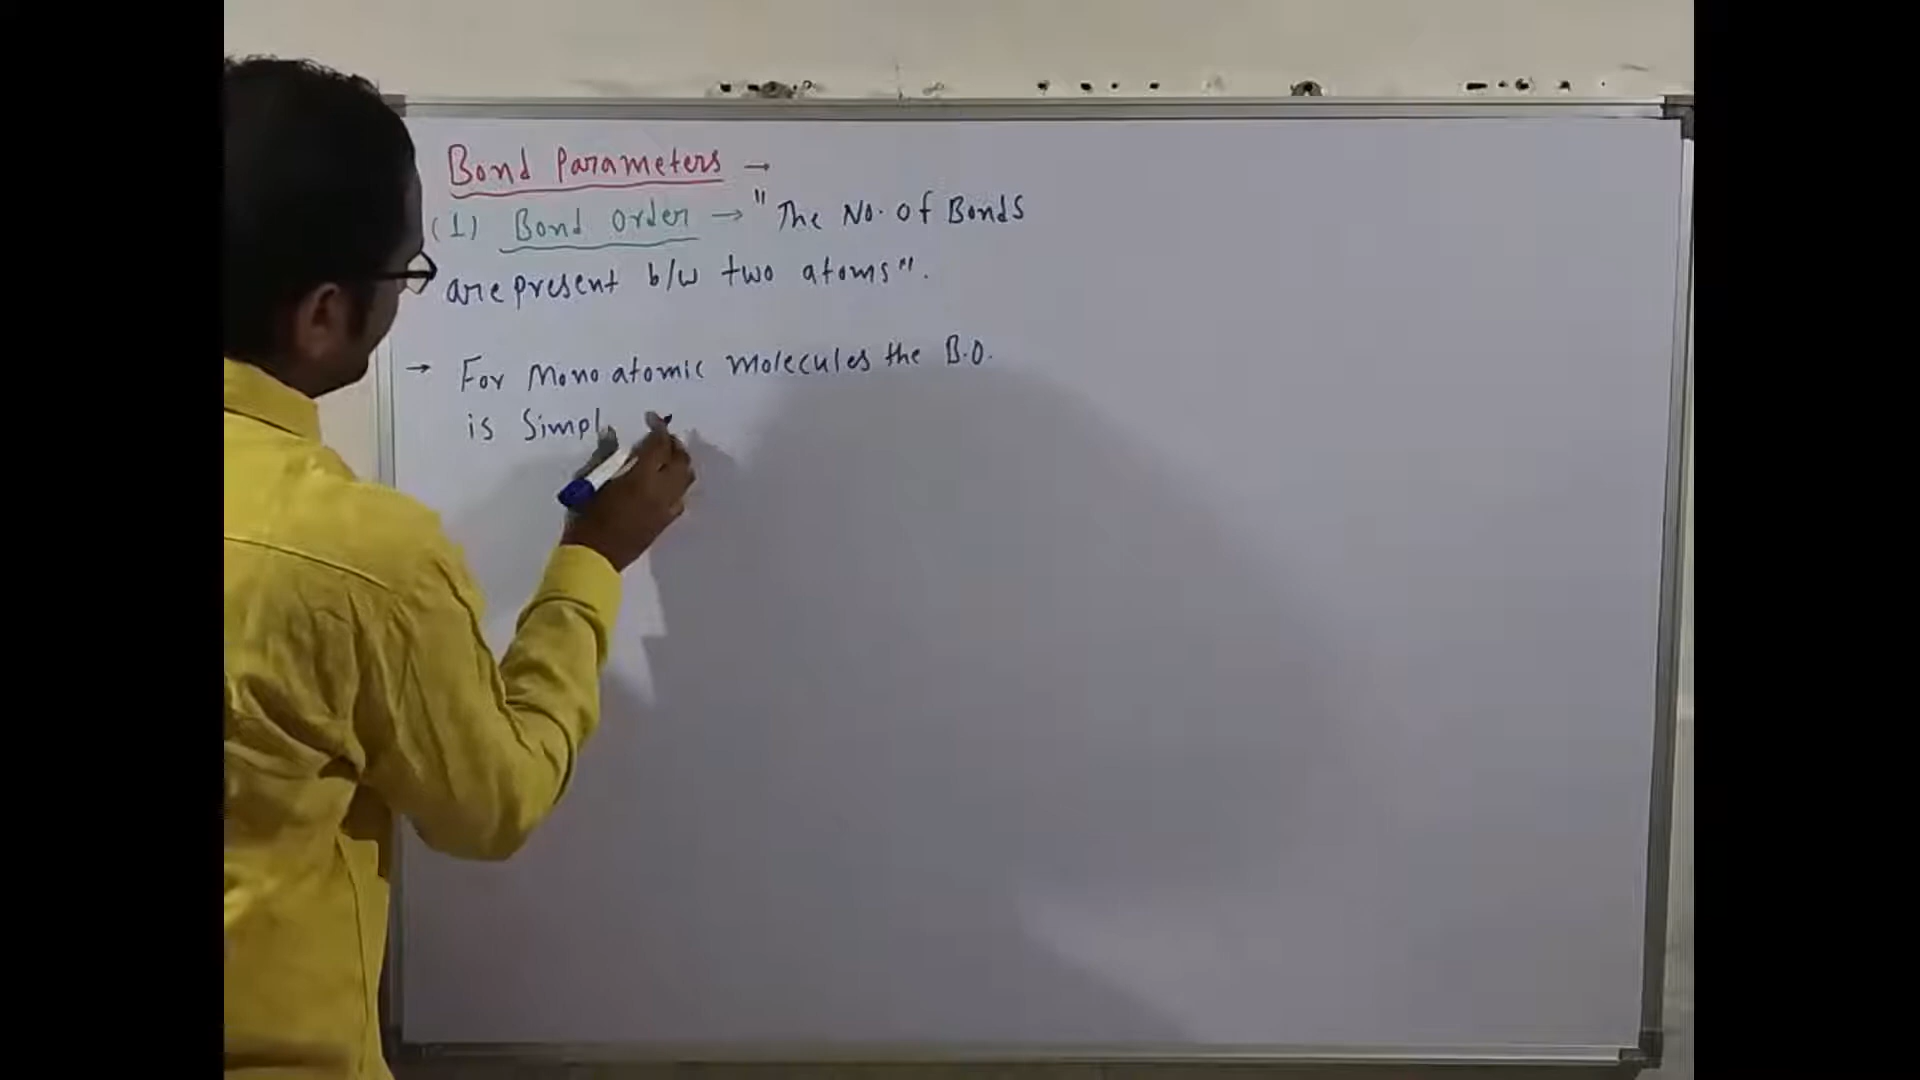 Bond Parameters →
(1) Bond Order → "The No. of Bonds
are present b/w two atoms".
→ For Mono atomic molecules the B.O.
is Simpl